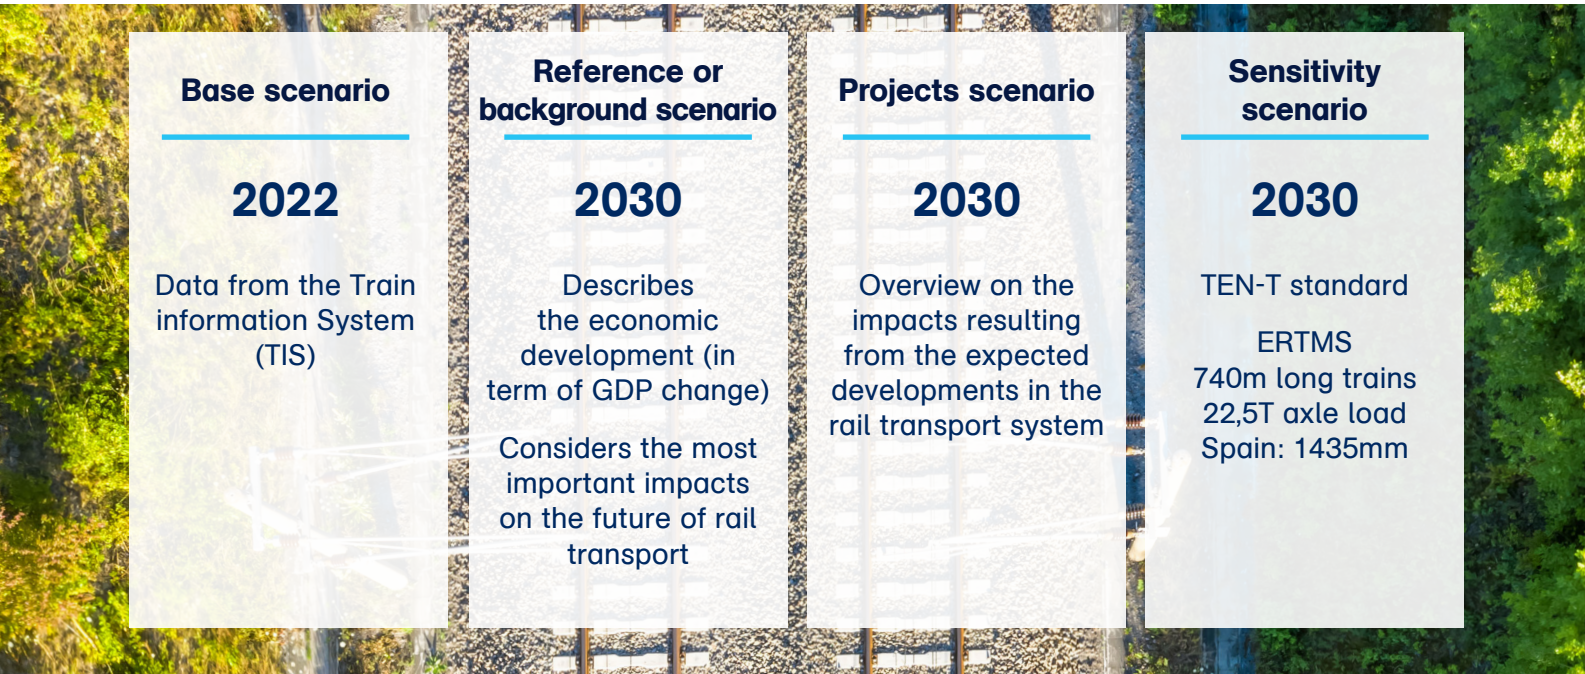 Base scenario
2022
Data from the Train
information System
(TIS)
Reference or
background scenario
2030
Describes
the economic
development (in
term of GDP change)
Considers the most
important impacts
on the future of rail
transport
Projects scenario
2030
Overview on the
impacts resulting
from the expected
developments in the
rail transport system
Sensitivity
scenario
2030
TEN-T standard
ERTMS
740m long trains
22,5T axle load
Spain: 1435mm